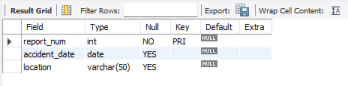 Result Grid Filter Rows: Export: Wrap Cell Content: IA
Field Type Null Key Default Extra
report_num int NO PRI NULL
accident_date date YES NULL
location varchar(50) YES NULL